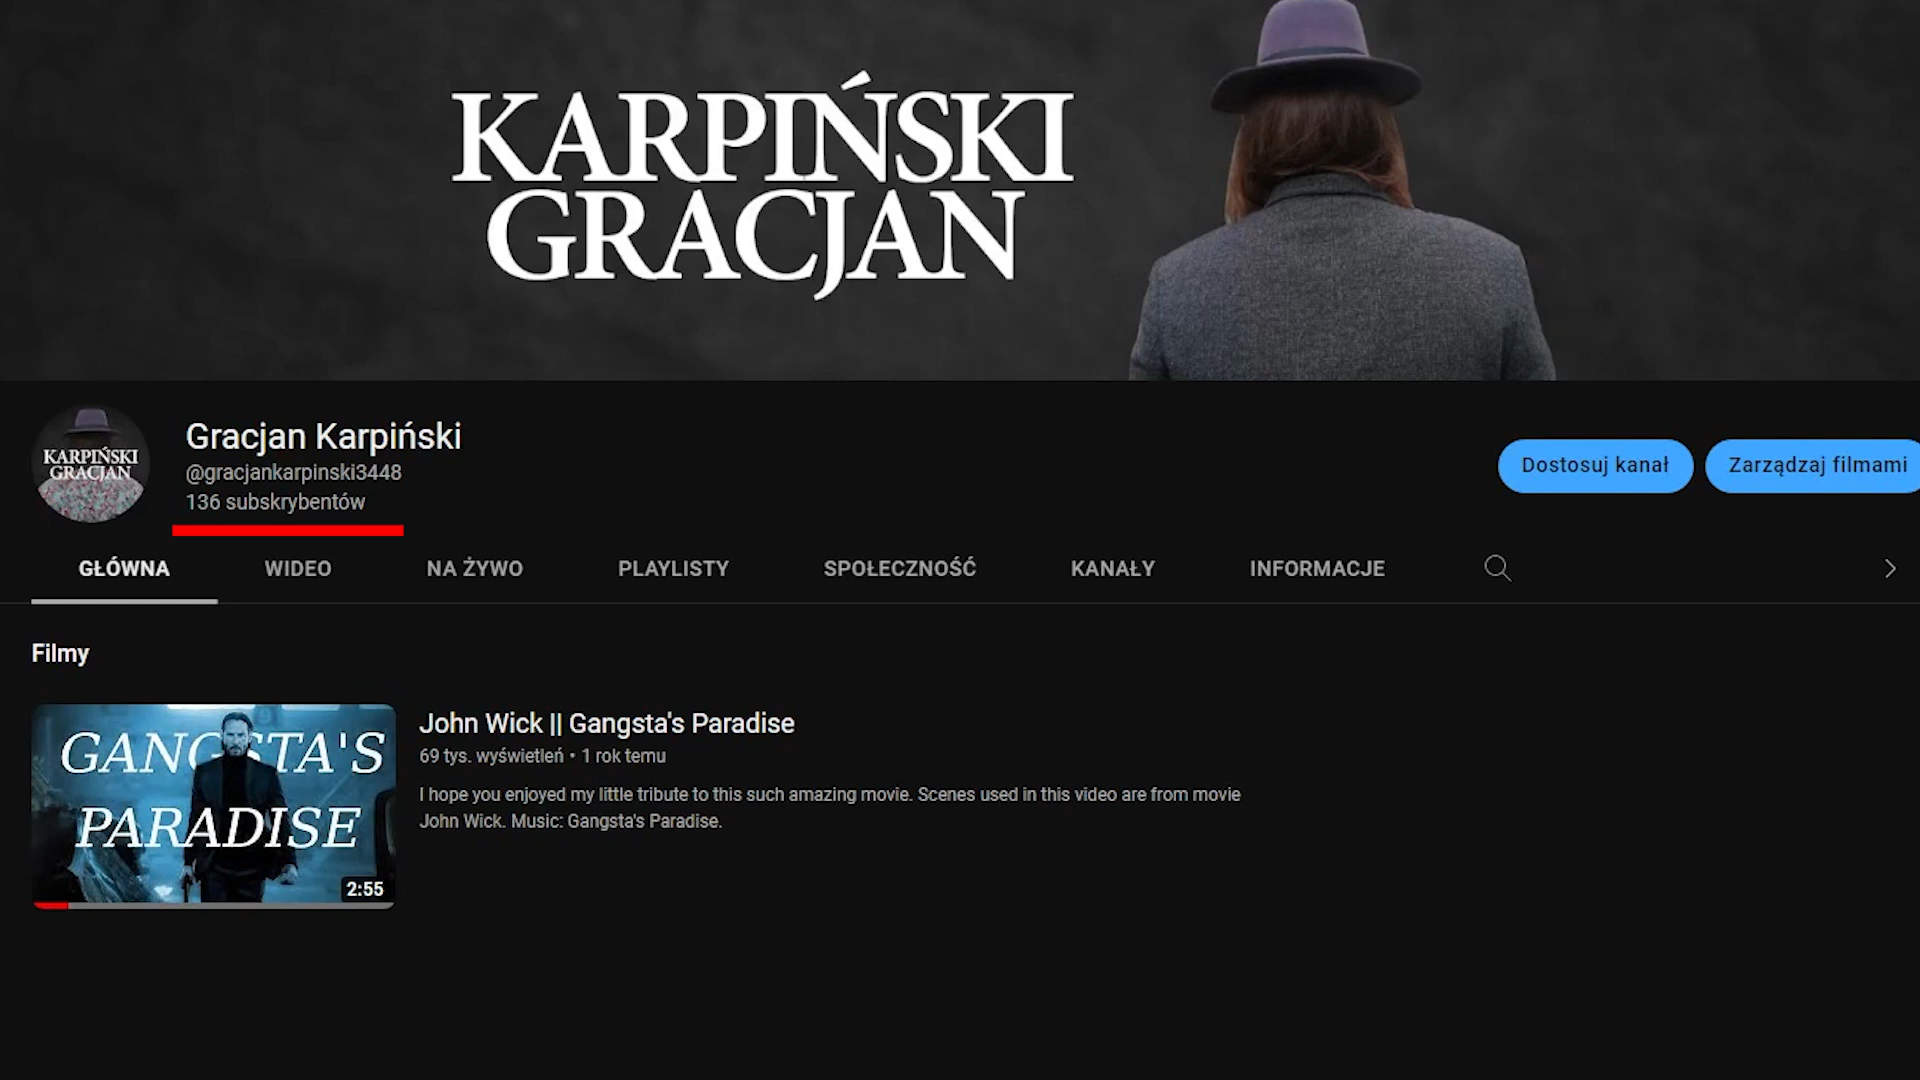 KARPIŃSKI
GRACJAN
KARPIŃSKI
GRACJAN
Gracjan Karpiński
@gracjankarpinski3448
136 subskrybentów
Dostosuj kanał
Zarządzaj filmami
GŁÓWNA WIDEO NA ŻYWO PLAYLISTY SPOŁECZNOŚĆ KANAŁY INFORMACJE
Filmy
GANGSTA'S
PARADISE
2:55
John Wick || Gangsta's Paradise
69 tys. wyświetleń • 1 rok temu
I hope you enjoyed my little tribute to this such amazing movie. Scenes used in this video are from movie
John Wick. Music: Gangsta's Paradise.